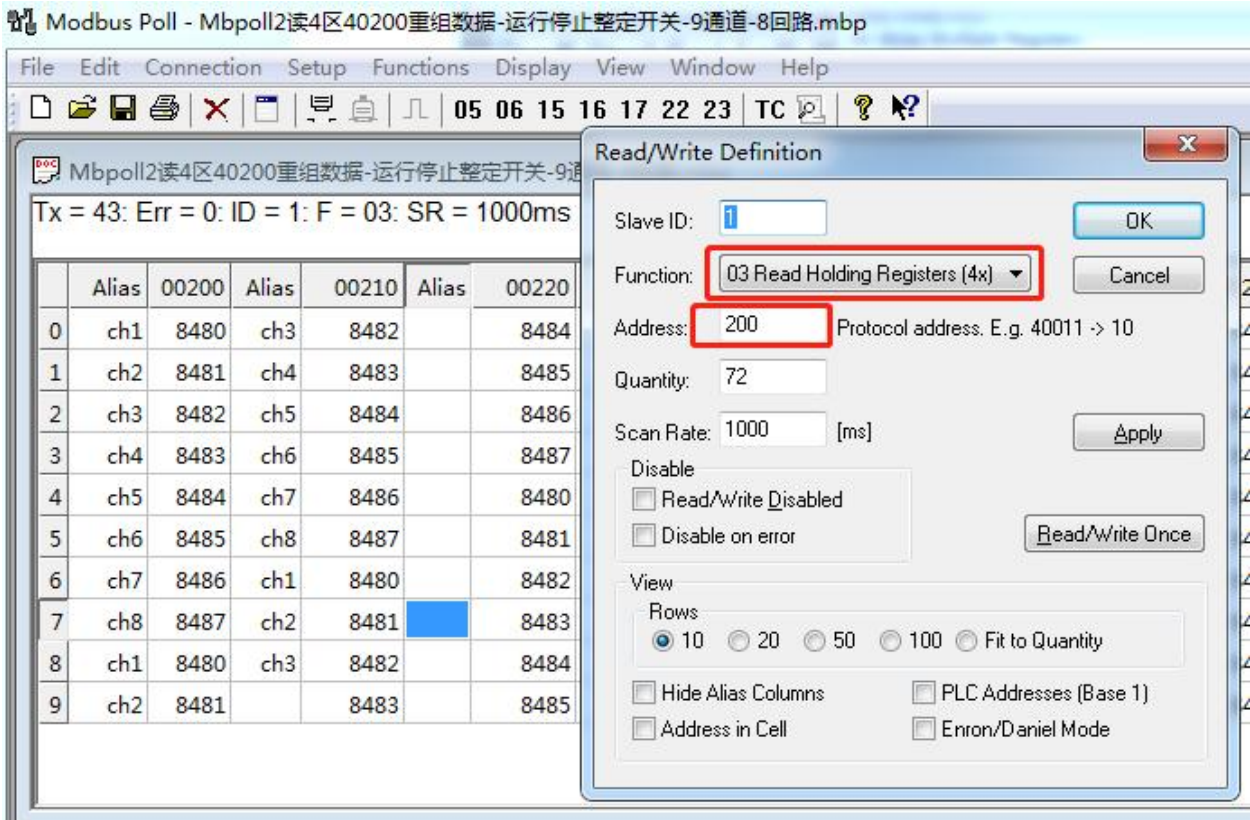 Modbus Poll - Mbpoll2读4区40200重组数据-运行停止整定开关-9通道-8回路.mbp
File Edit Connection Setup Functions Display View Window Help
05 06 15 16 17 22 23 TC
Mbpoll2读4区40200重组数据-运行停止整定开关-9通
Tx = 43: Err = 0: ID = 1: F = 03: SR = 1000ms
Alias 00200 Alias 00210 Alias 00220
0 ch1 8480 ch3 8482 8484
1 ch2 8481 ch4 8483 8485
2 ch3 8482 ch5 8484 8486
3 ch4 8483 ch6 8485 8487
4 ch5 8484 ch7 8486 8480
5 ch6 8485 ch8 8487 8481
6 ch7 8486 ch1 8480 8482
7 ch8 8487 ch2 8481 8483
8 ch1 8480 ch3 8482 8484
9 ch2 8481 8483 8485
Read/Write Definition
Slave ID: 1 OK
Function: 03 Read Holding Registers (4x) Cancel
Address: 200 Protocol address. E.g. 40011 -> 10
Quantity: 72
Scan Rate: 1000 [ms] Apply
Disable
Read/Write Disabled
Disable on error
Read/Write Once
View
Rows
10 20 50 100 Fit to Quantity
Hide Alias Columns PLC Addresses (Base 1)
Address in Cell Enron/Daniel Mode